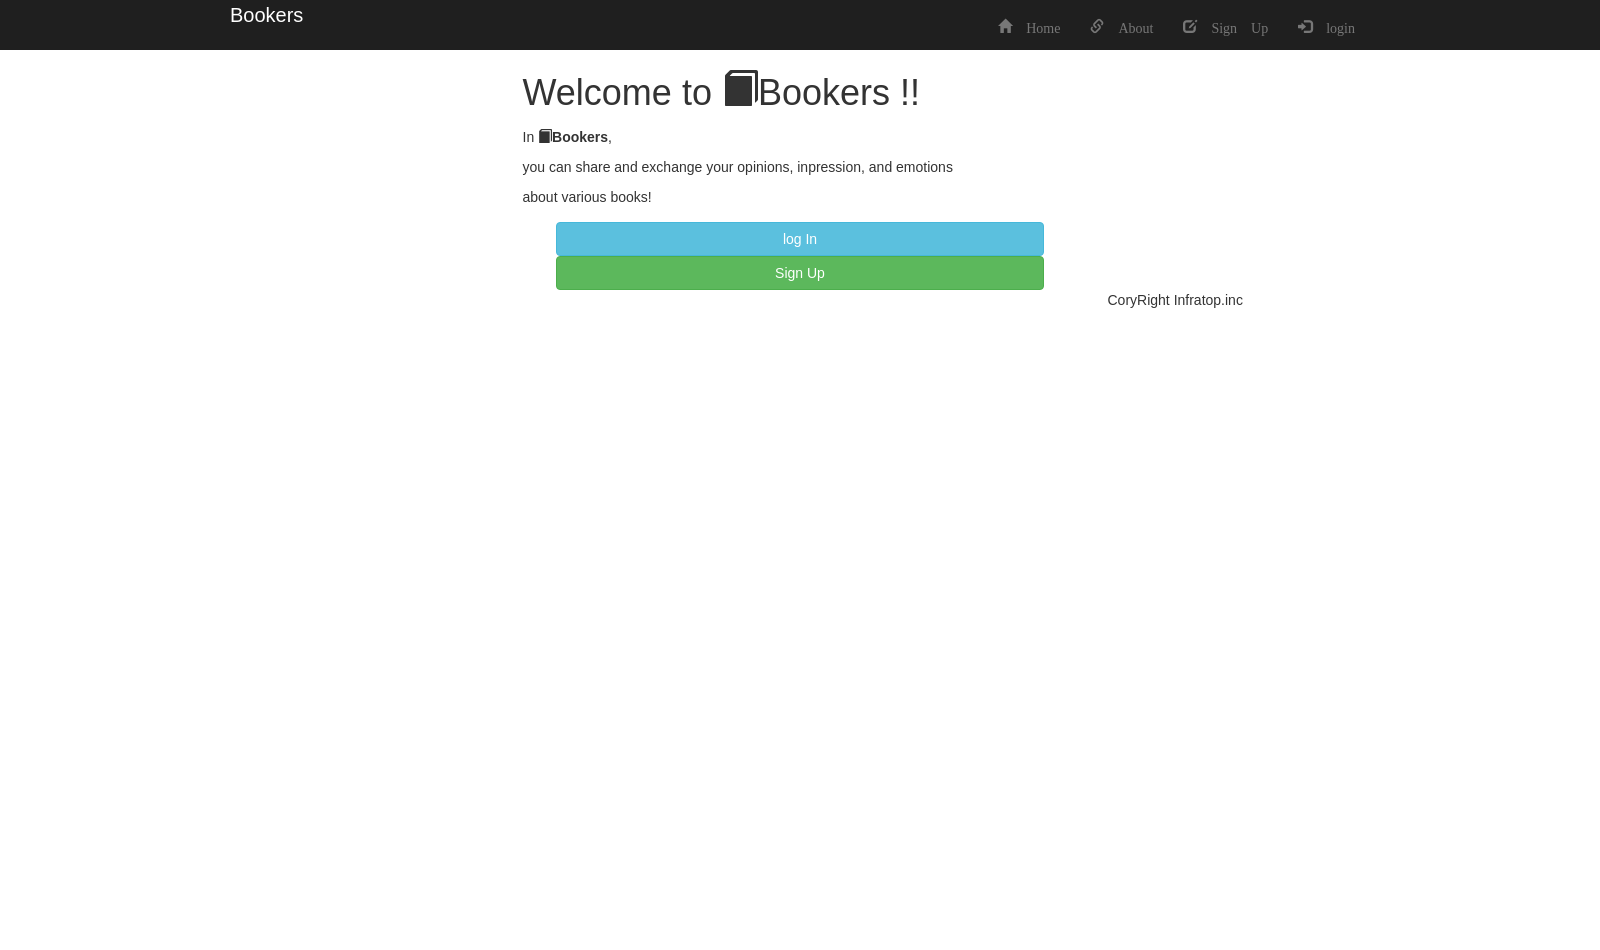 Bookers
Home About Sign Up login
Welcome to Bookers !!
In Bookers,
you can share and exchange your opinions, inpression, and emotions
about various books!
log In
Sign Up
CoryRight Infratop.inc